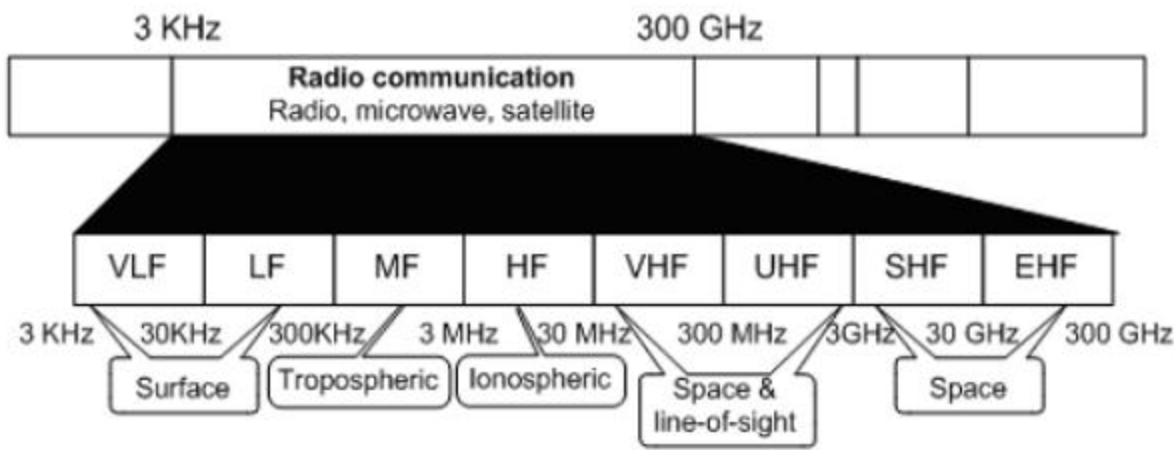 3 KHz 300 GHz
Radio communication
Radio, microwave, satellite
VLF LF MF HF VHF UHF SHF EHF
3 KHz 30KHz 300KHz 3 MHz 30 MHz 300 MHz 3GHz 30 GHz 300 GHz
Surface Tropospheric Ionospheric Space & Space
line-of-sight